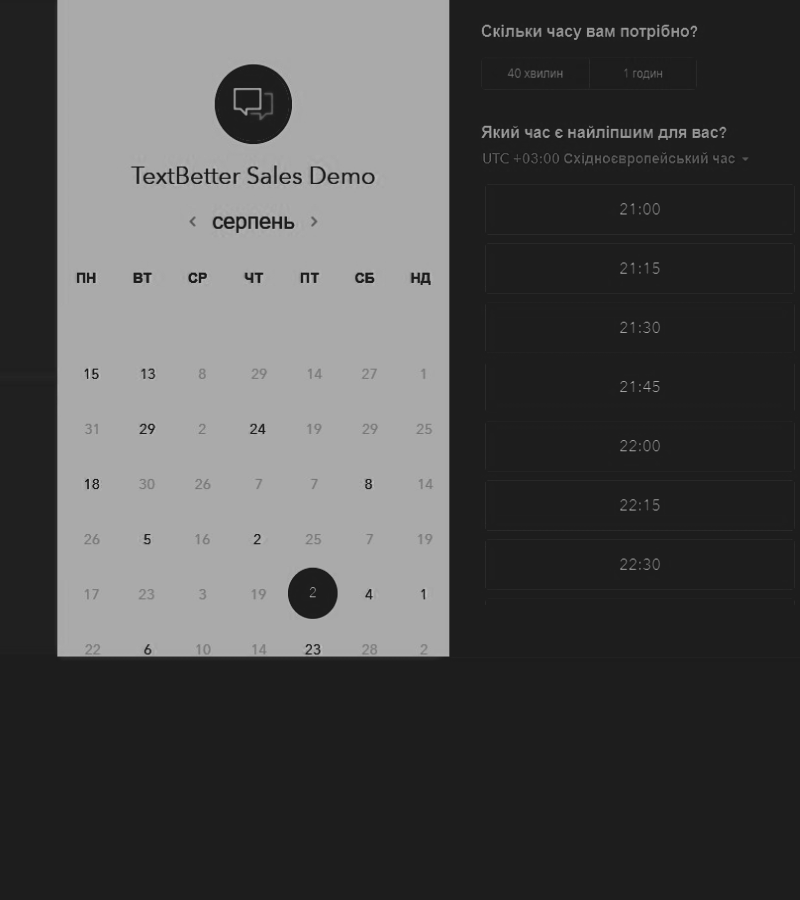 TextBetter Sales Demo
< серпень >
ПН ВТ СР ЧТ ПТ СБ НД
15 13 8 29 14 27 1
31 29 2 24 19 29 25
18 30 26 7 7 8 14
26 5 16 2 25 7 19
17 23 3 19 2 4 1
22 6 10 14 23 28 2
Скільки часу вам потрібно?
40 хвилин 1 годин
Який час є найліпшим для вас?
UTC +03:00 Східноєвропейський час
21:00
21:15
21:30
21:45
22:00
22:15
22:30